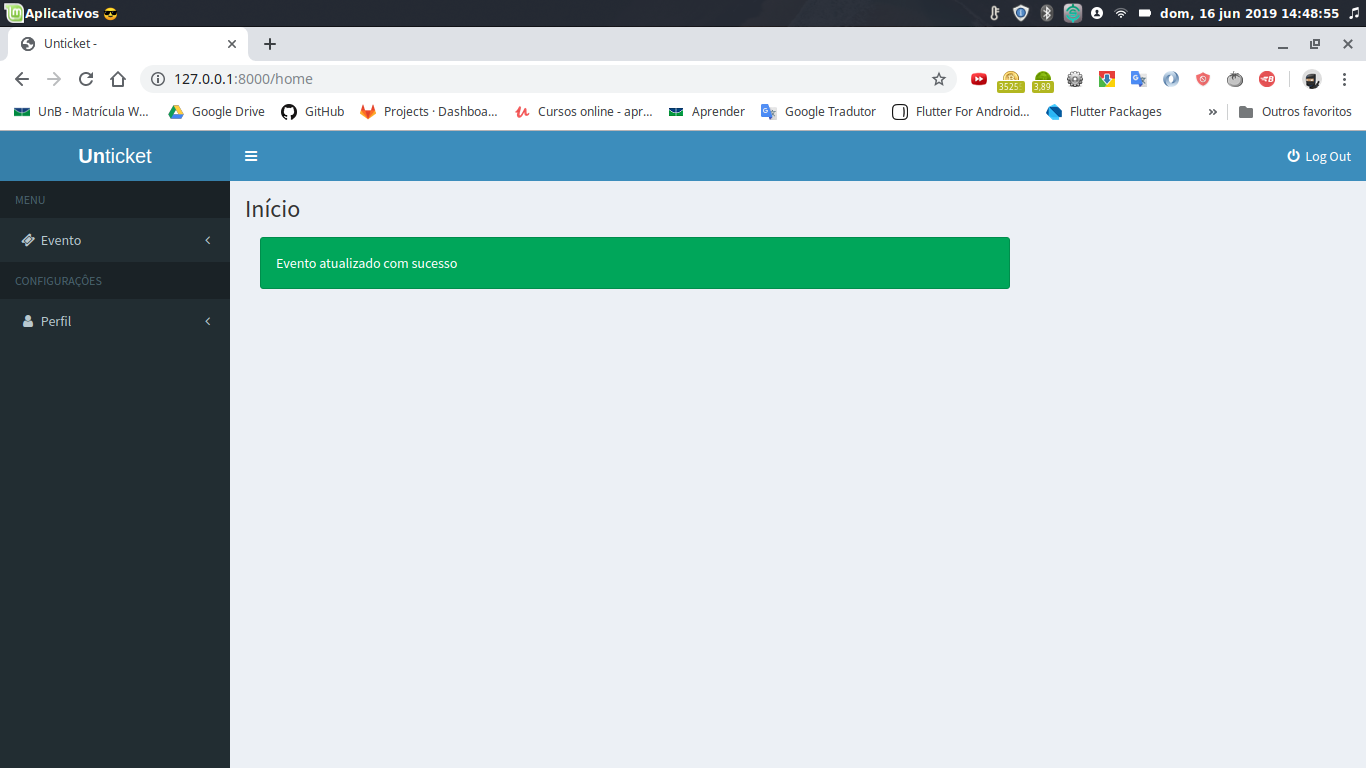 Aplicativos 😎
dom, 16 jun 2019 14:48:55
Unticket -
127.0.0.1:8000/home
3525
3,89
UnB - Matrícula W...
Google Drive
GitHub
Projects · Dashboa...
Cursos online - apr...
Aprender
Google Tradutor
Flutter For Android...
Flutter Packages
»
Outros favoritos
Unticket
Log Out
MENU
Evento
CONFIGURAÇÕES
Perfil
Início
Evento atualizado com sucesso